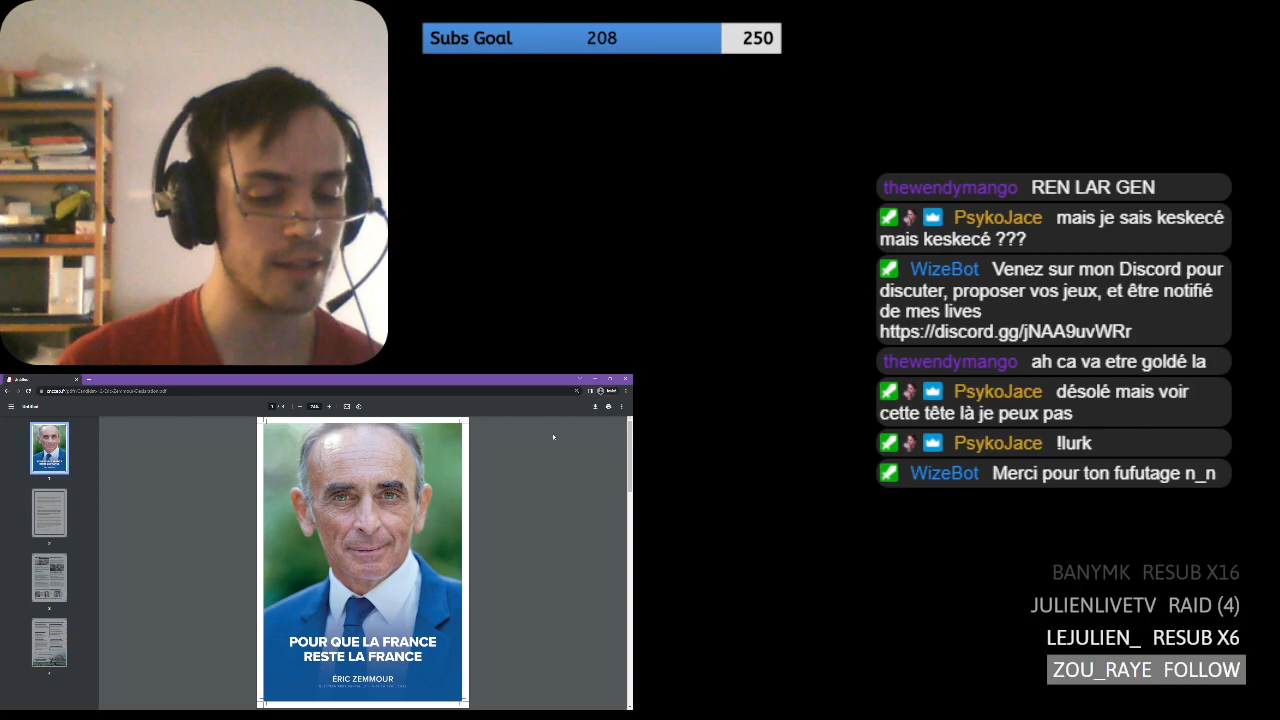 Subs Goal 208 250
thewendymango REN LAR GEN
PsykoJace mais je sais keskecé
mais keskecé ???
WizeBot Venez sur mon Discord pour
discuter, proposer vos jeux, et être notifié
de mes lives
https://discord.gg/jNAA9uvWRr
thewendymango ah ca va etre goldé la
PsykoJace désolé mais voir
cette tête là je peux pas
PsykoJace !lurk
WizeBot Merci pour ton fufutage n_n
BANYMK RESUB X16
JULIENLIVETV RAID (4)
LEJULIEN_ RESUB X6
ZOU_RAYE FOLLOW
Untitled
1
2
3
POUR QUE LA FRANCE
RESTE LA FRANCE
ÉRIC ZEMMOUR